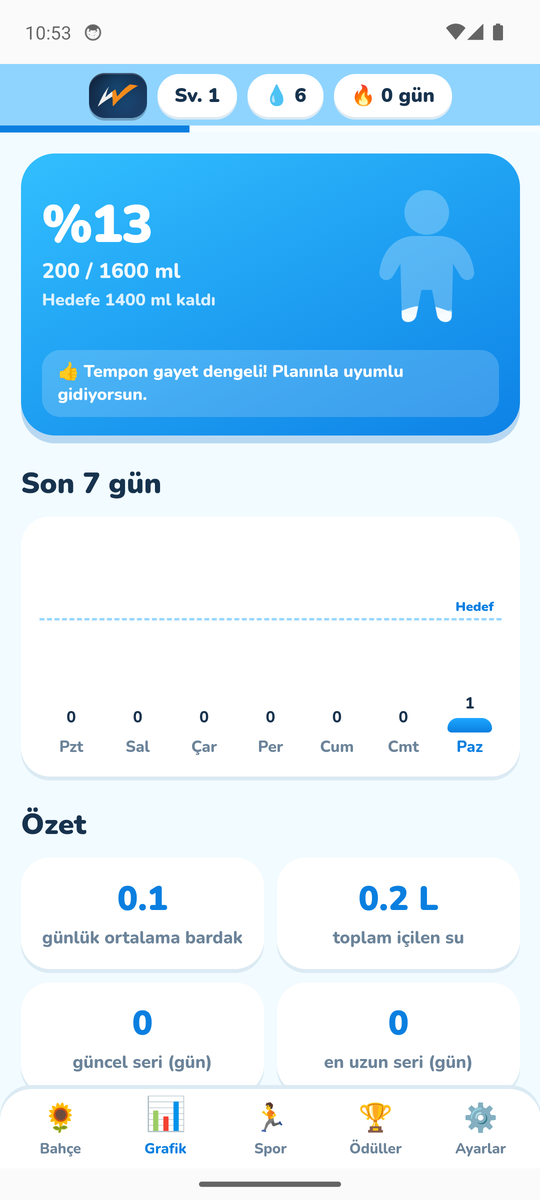 10:53
Sv. 1
💧 6
🔥 0 gün
%13
200 / 1600 ml
Hedefe 1400 ml kaldı
👍 Tempon gayet dengeli! Planınla uyumlu
gidiyorsun.
Son 7 gün
Hedef
0 0 0 0 0 0 1
Pzt Sal Çar Per Cum Cmt Paz
Özet
0.1
günlük ortalama bardak
0.2 L
toplam içilen su
0
güncel seri (gün)
0
en uzun seri (gün)
Bahçe Grafik Spor Ödüller Ayarlar